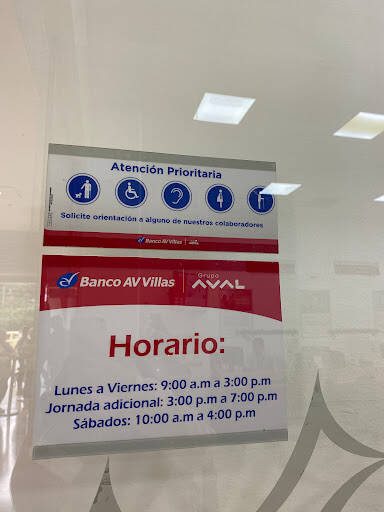 Atención Prioritaria
Solicite orientación a alguno de nuestros colaboradores
Banco AV Villas
Banco AV Villas
Grupo
AVAL
Horario:
Lunes a Viernes: 9:00 a.m a 3:00 p.m
Jornada adicional: 3:00 p.m a 7:00 p.m
Sábados: 10:00 a.m a 4:00 p.m